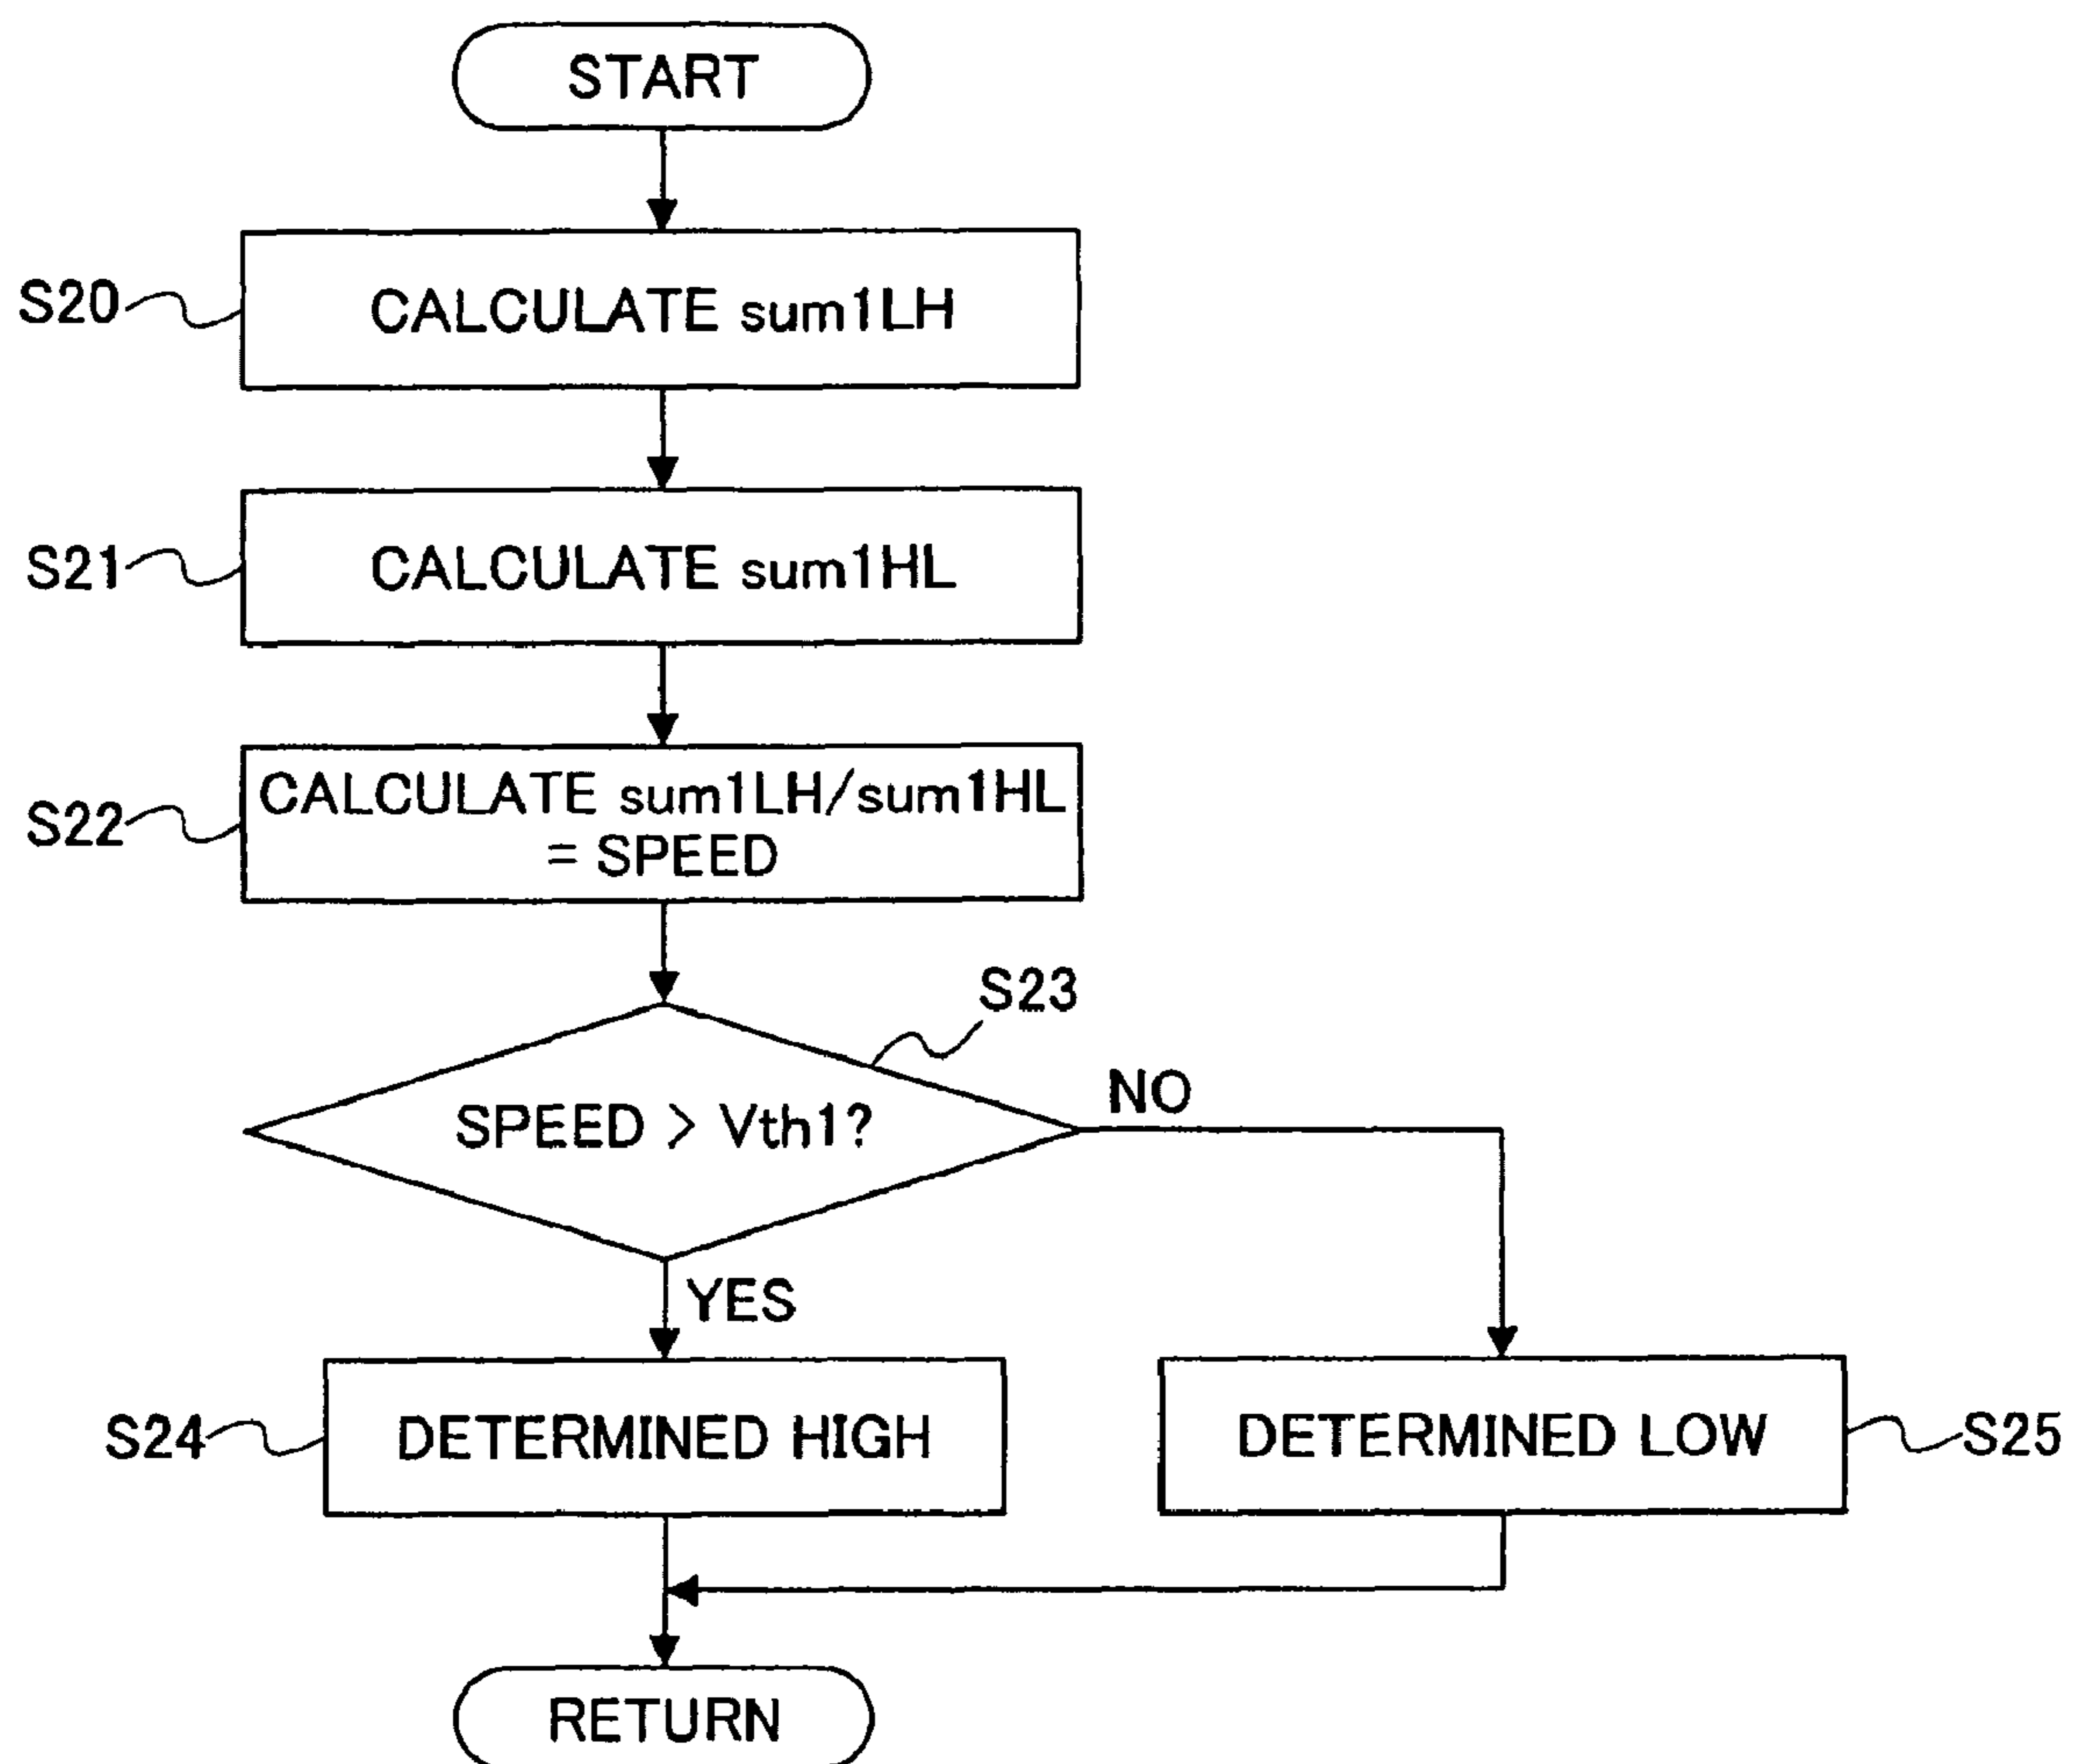 START
S20
CALCULATE sum1LH
S21
CALCULATE sum1HL
S22
CALCULATE sum1LH/sum1HL
= SPEED
S23
SPEED > Vth1?
NO
YES
S24
DETERMINED HIGH
DETERMINED LOW
S25
RETURN